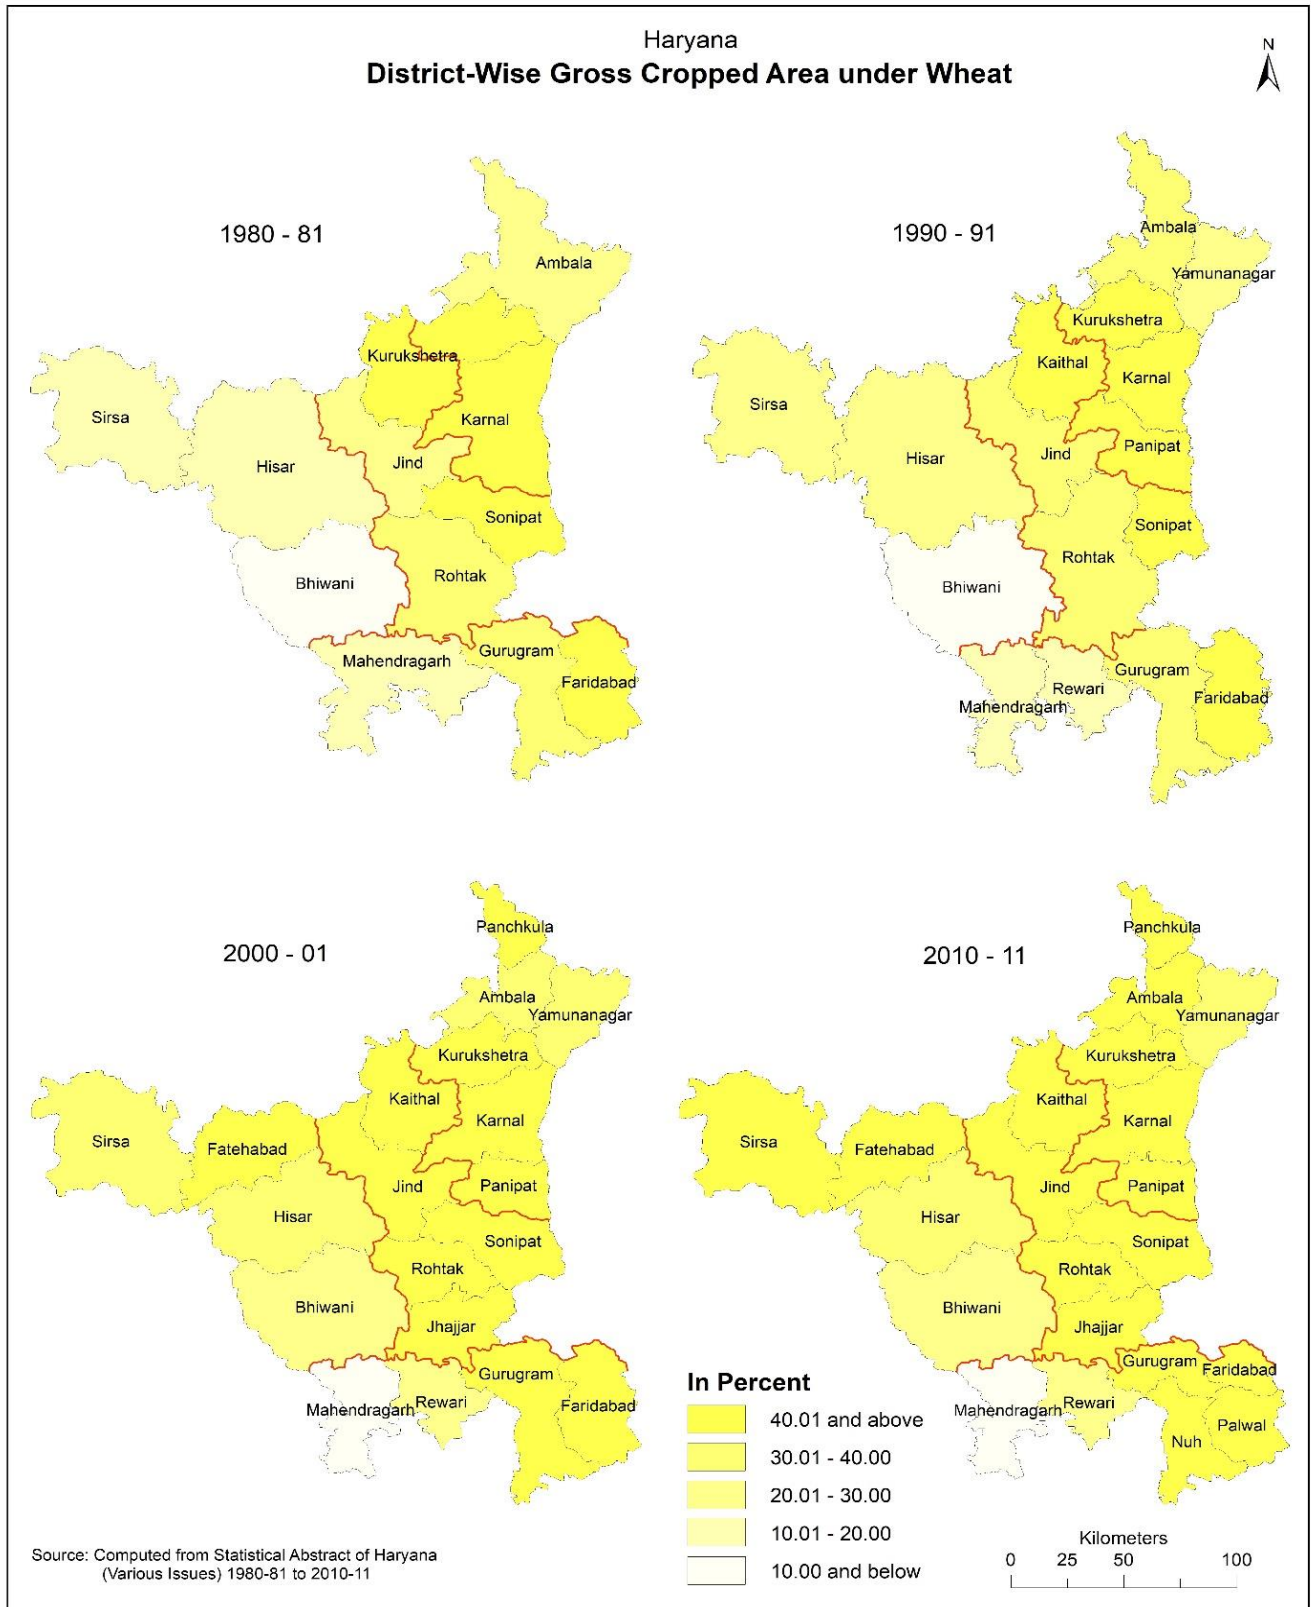 Haryana
District-Wise Gross Cropped Area under Wheat
N
1980 - 81
Ambala
Kurukshetra
Sirsa
Karnal
Hisar
Jind
Sonipat
Bhiwani
Rohtak
Mahendragarh
Gurugram
Faridabad
1990 - 91
Ambala
Yamunanagar
Kurukshetra
Kaithal
Karnal
Sirsa
Panipat
Hisar
Jind
Sonipat
Rohtak
Bhiwani
Gurugram
Rewari
Mahendragarh
Faridabad
2000 - 01
Panchkula
Ambala
Yamunanagar
Kurukshetra
Kaithal
Karnal
Sirsa
Fatehabad
Jind
Panipat
Hisar
Sonipat
Rohtak
Bhiwani
Jhajjar
Gurugram
Rewari
Mahendragarh
Faridabad
2010 - 11
Panchkula
Ambala
Yamunanagar
Kurukshetra
Kaithal
Karnal
Sirsa
Fatehabad
Jind
Panipat
Hisar
Sonipat
Rohtak
Bhiwani
Jhajjar
Gurugram
Faridabad
Rewari
Mahendragarh
Palwal
Nuh
In Percent
40.01 and above
30.01 - 40.00
20.01 - 30.00
10.01 - 20.00
10.00 and below
Kilometers
0 25 50 100
Source: Computed from Statistical Abstract of Haryana
(Various Issues) 1980-81 to 2010-11